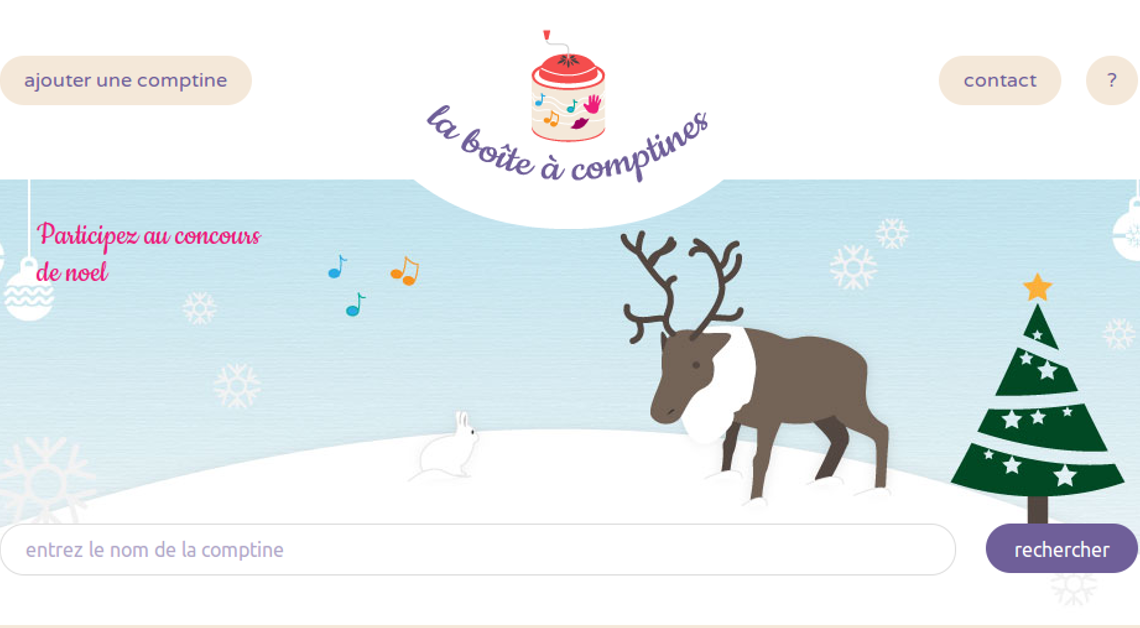 ajouter une comptine
la boîte à comptines
contact
?
Participez au concours
de noel
entrez le nom de la comptine
rechercher